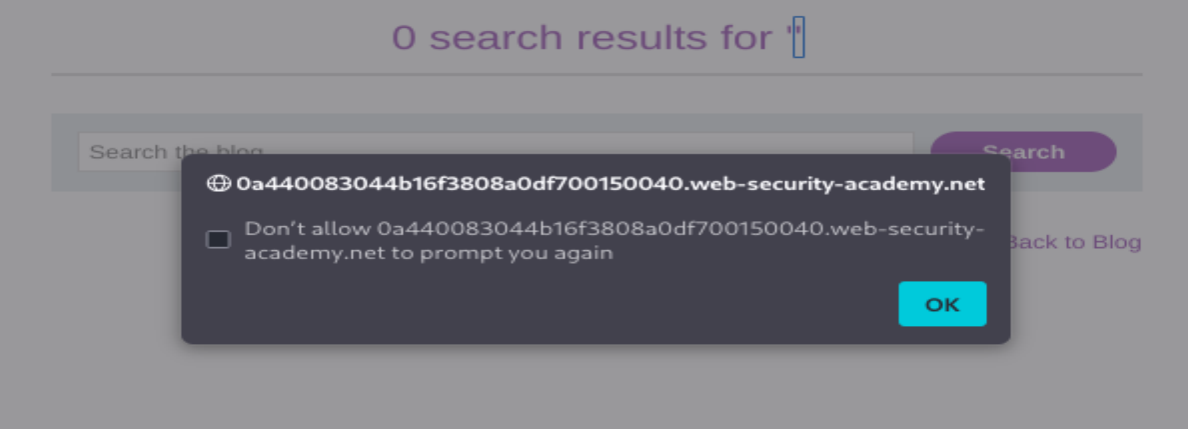 0 search results for ''
Search the blog
Search
0a440083044b16f3808a0df700150040.web-security-academy.net
Don’t allow 0a440083044b16f3808a0df700150040.web-security-
academy.net to prompt you again
Back to Blog
OK